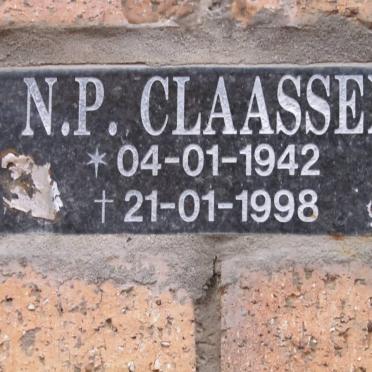 N.P. CLAASSE
* 04-01-1942
† 21-01-1998